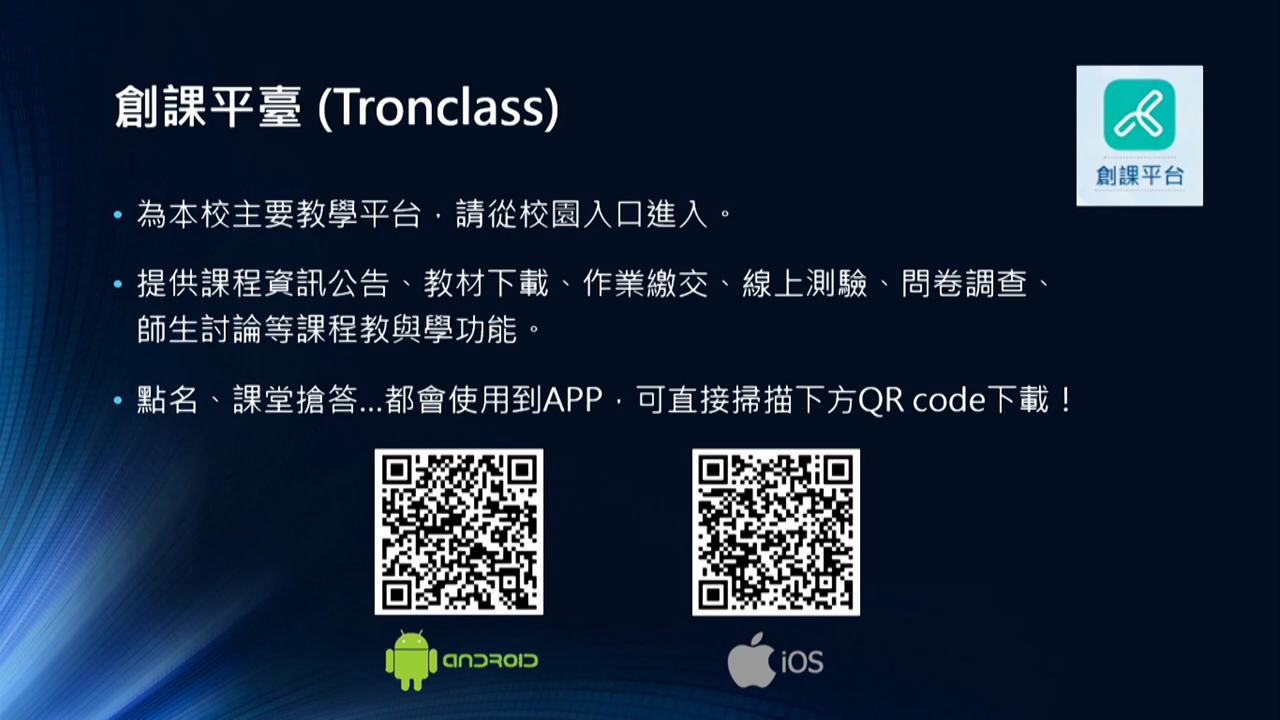 創課平臺 (Tronclass)
創課平台
• 為本校主要教學平台，請從校園入口進入。
• 提供課程資訊公告、教材下載、作業繳交、線上測驗、問卷調查、
師生討論等課程教與學功能。
• 點名、課堂搶答...都會使用到APP，可直接掃描下方QR code下載！
ANDROID
iOS